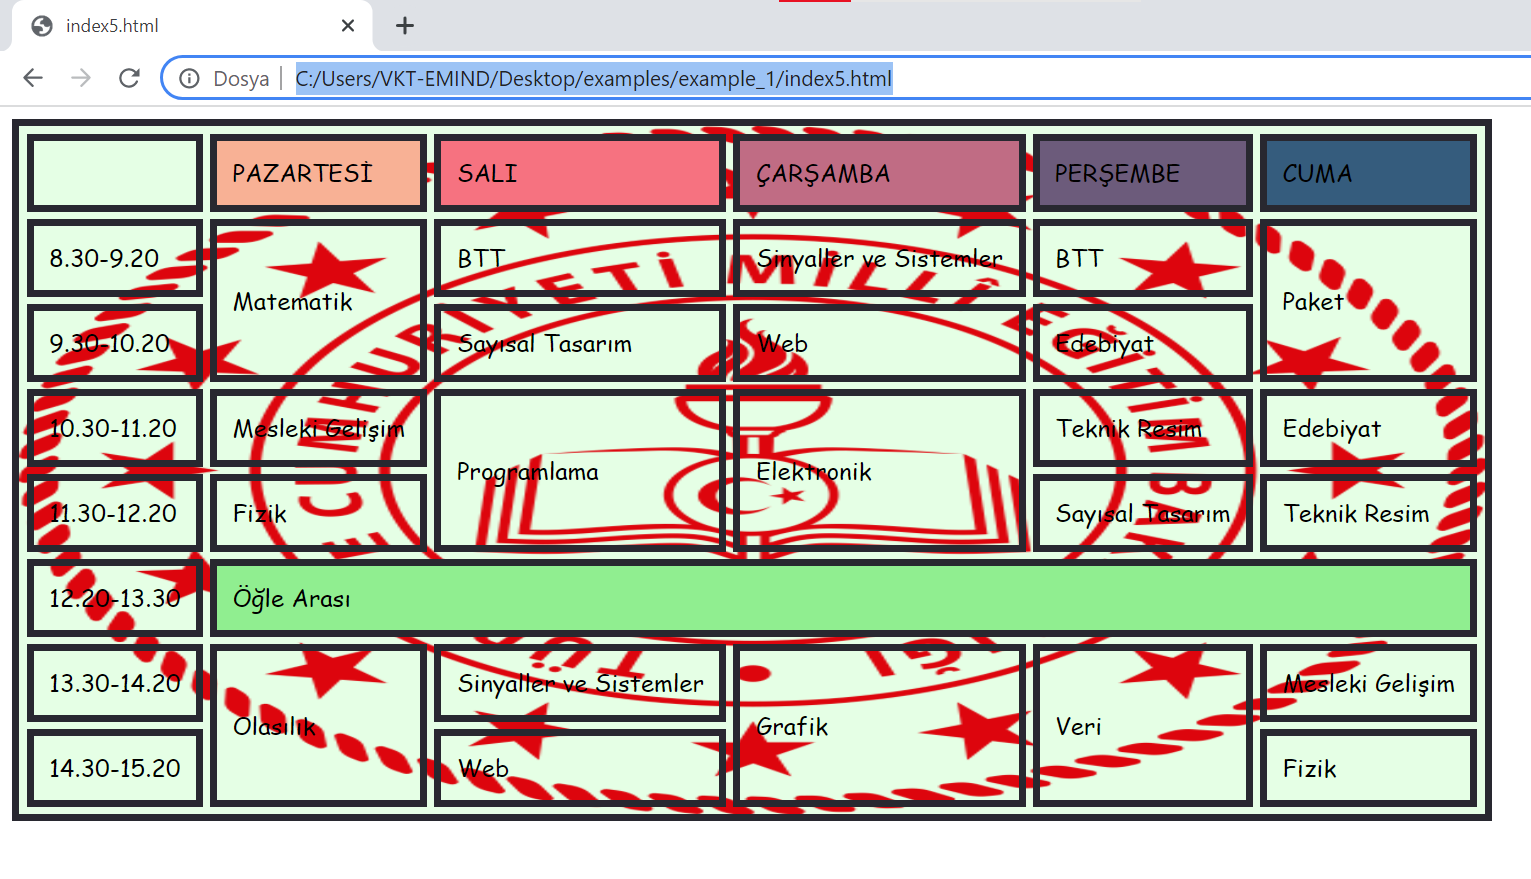 index5.html
Dosya C:/Users/VKT-EMIND/Desktop/examples/example_1/index5.html
PAZARTESİ SALI ÇARŞAMBA PERŞEMBE CUMA
8.30-9.20 Matematik BTT Sinyaller ve Sistemler BTT Paket
9.30-10.20 Sayısal Tasarım Web Edebiyat
10.30-11.20 Mesleki Gelişim Programlama Elektronik Teknik Resim Edebiyat
11.30-12.20 Fizik Sayısal Tasarım Teknik Resim
12.20-13.30 Öğle Arası
13.30-14.20 Olasılık Sinyaller ve Sistemler Grafik Veri Mesleki Gelişim
14.30-15.20 Web Fizik